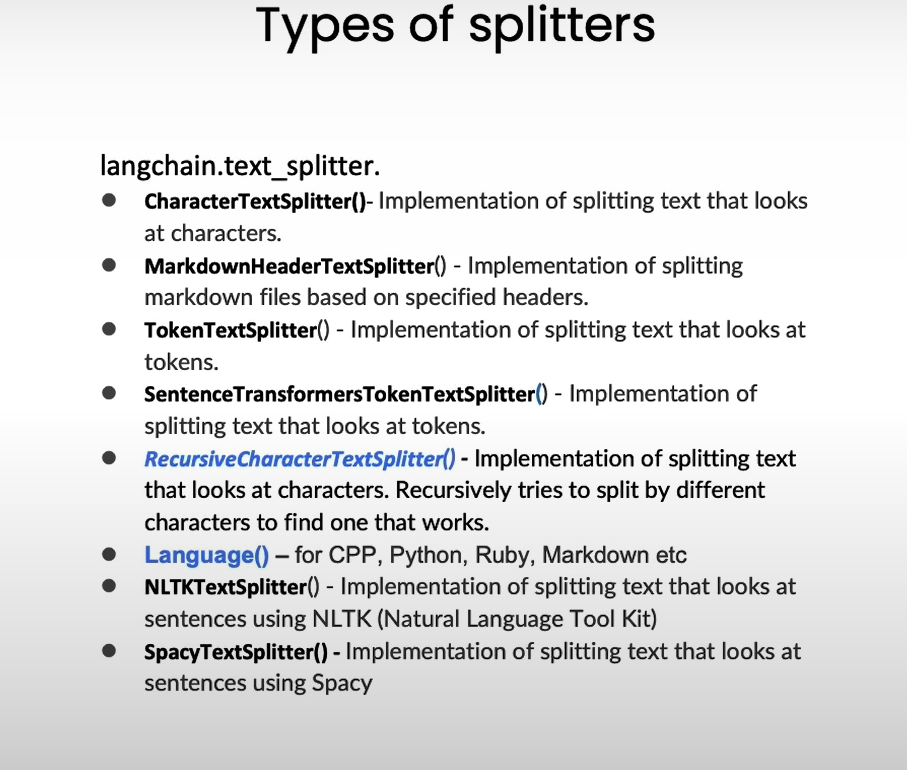 Types of splitters
langchain.text_splitter.
● CharacterTextSplitter()- Implementation of splitting text that looks
at characters.
● MarkdownHeaderTextSplitter() - Implementation of splitting
markdown files based on specified headers.
● TokenTextSplitter() - Implementation of splitting text that looks at
tokens.
● SentenceTransformersTokenTextSplitter() - Implementation of
splitting text that looks at tokens.
● RecursiveCharacterTextSplitter() - Implementation of splitting text
that looks at characters. Recursively tries to split by different
characters to find one that works.
● Language() – for CPP, Python, Ruby, Markdown etc
● NLTKTextSplitter() - Implementation of splitting text that looks at
sentences using NLTK (Natural Language Tool Kit)
● SpacyTextSplitter() - Implementation of splitting text that looks at
sentences using Spacy